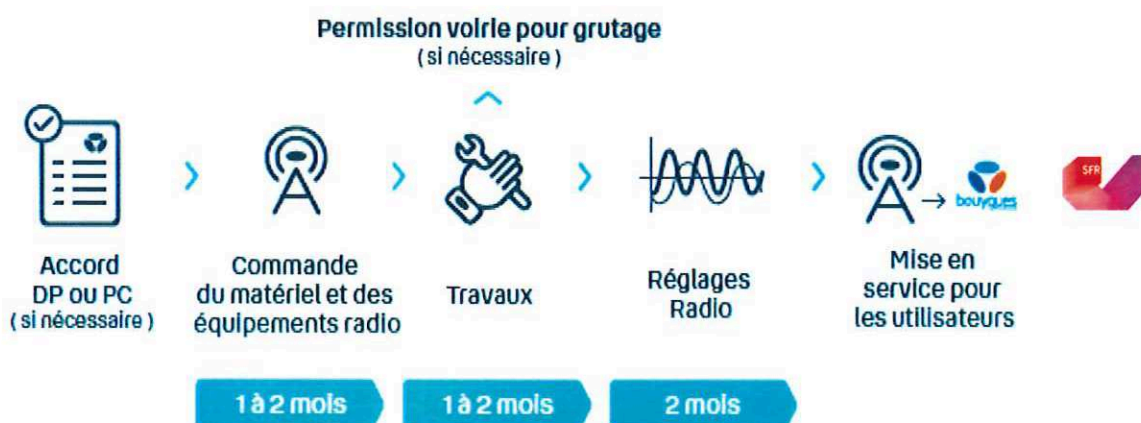 Permission voirie pour grutage
( si nécessaire )
Accord
DP ou PC
( si nécessaire )
Commande
du matériel et des
équipements radio
Travaux
Réglages
Radio
bouygues
SFR
Mise en
service pour
les utilisateurs
1 à 2 mois
1 à 2 mois
2 mois